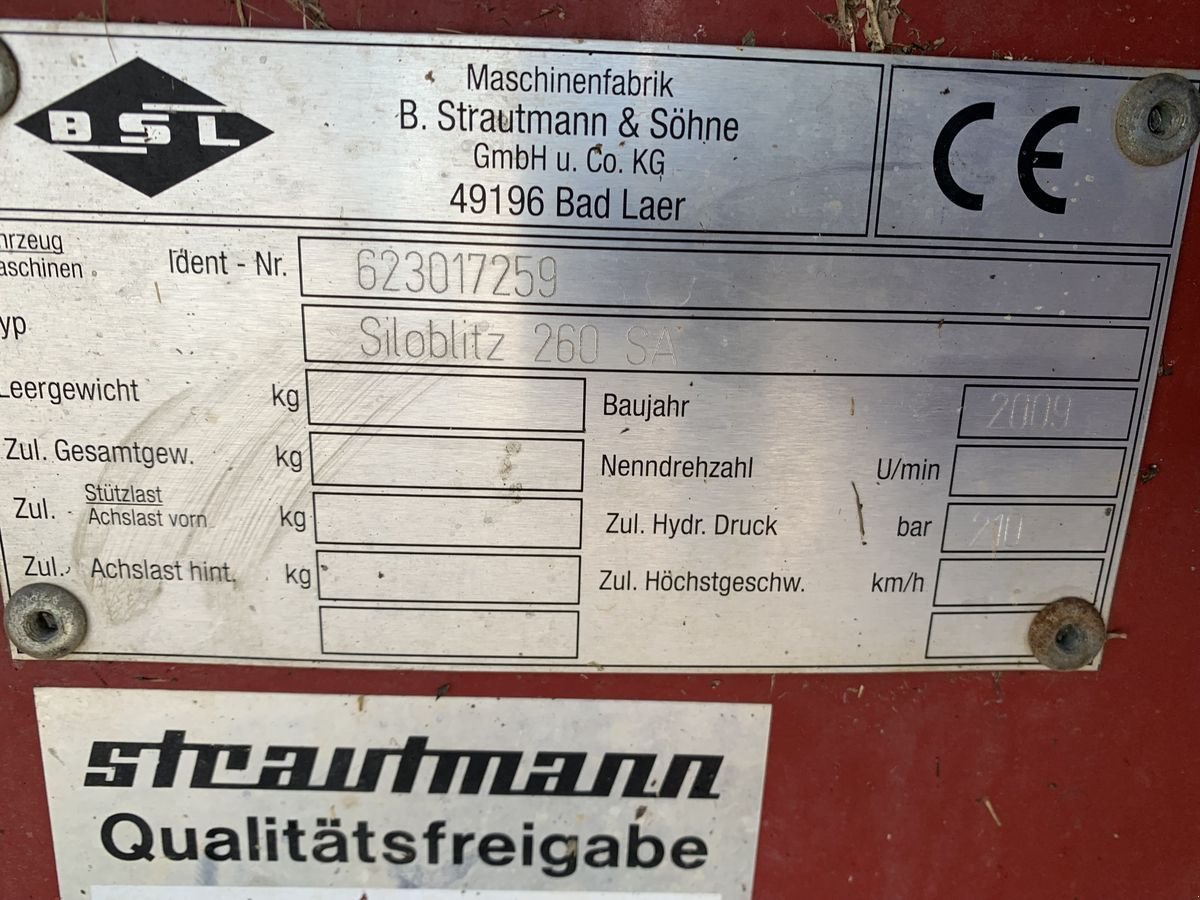 BSL
Maschinenfabrik
B. Strautmann & Söhne
GmbH u. Co. KG
49196 Bad Laer
CE
Ident - Nr. 623017259
Siloblitz 260 SA
Leergewicht kg
Baujahr 2009
Zul. Gesamtgew. kg
Nenndrehzahl U/min
Zul. Stützlast
Achslast vorn kg
Zul. Hydr. Druck bar 210
Zul. Achslast hint. kg
Zul. Höchstgeschw. km/h
strautmann
Qualitätsfreigabe